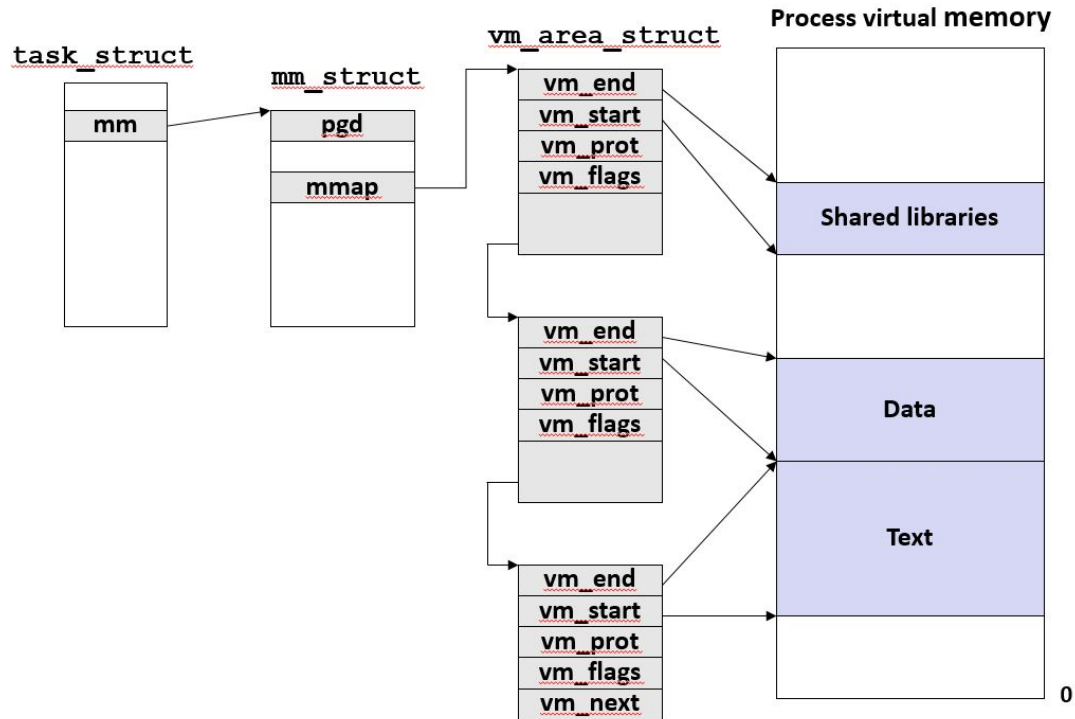 task_struct
mm
mm_struct
pgd
mmap
vm_area_struct
vm_end
vm_start
vm_prot
vm_flags
vm_end
vm_start
vm_prot
vm_flags
vm_end
vm_start
vm_prot
vm_flags
vm_next
Process virtual memory
Shared libraries
Data
Text
0